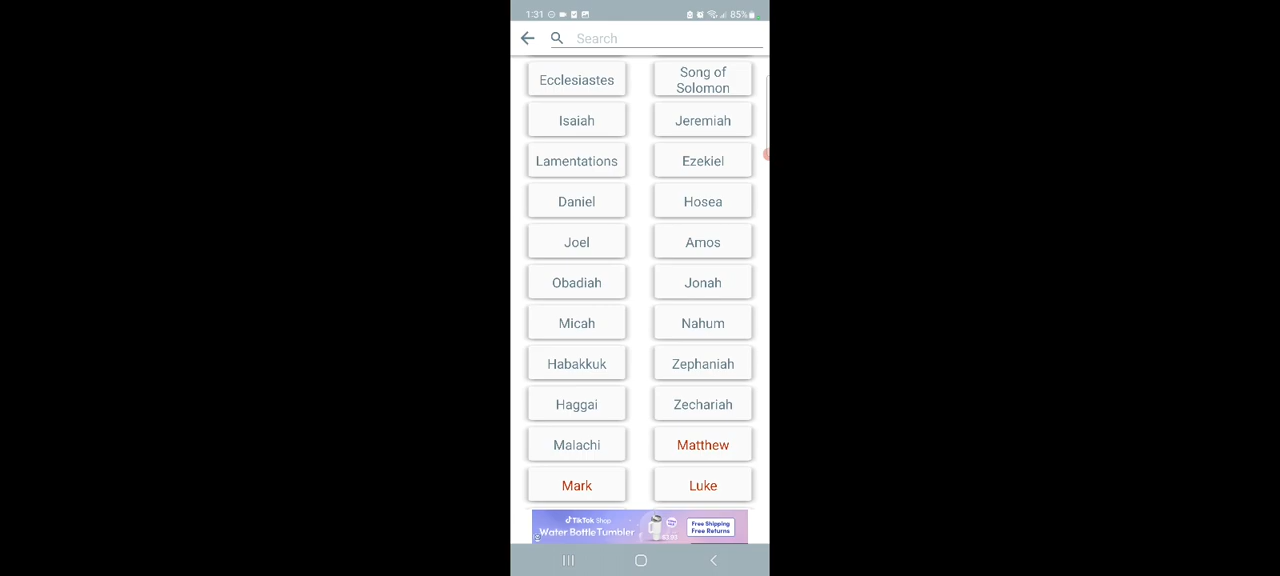 1:31 85%
Search
Ecclesiastes Song of
Solomon
Isaiah Jeremiah
Lamentations Ezekiel
Daniel Hosea
Joel Amos
Obadiah Jonah
Micah Nahum
Habakkuk Zephaniah
Haggai Zechariah
Malachi Matthew
Mark Luke
TikTok Shop
Water Bottle Tumbler
Free Shipping
Free Returns